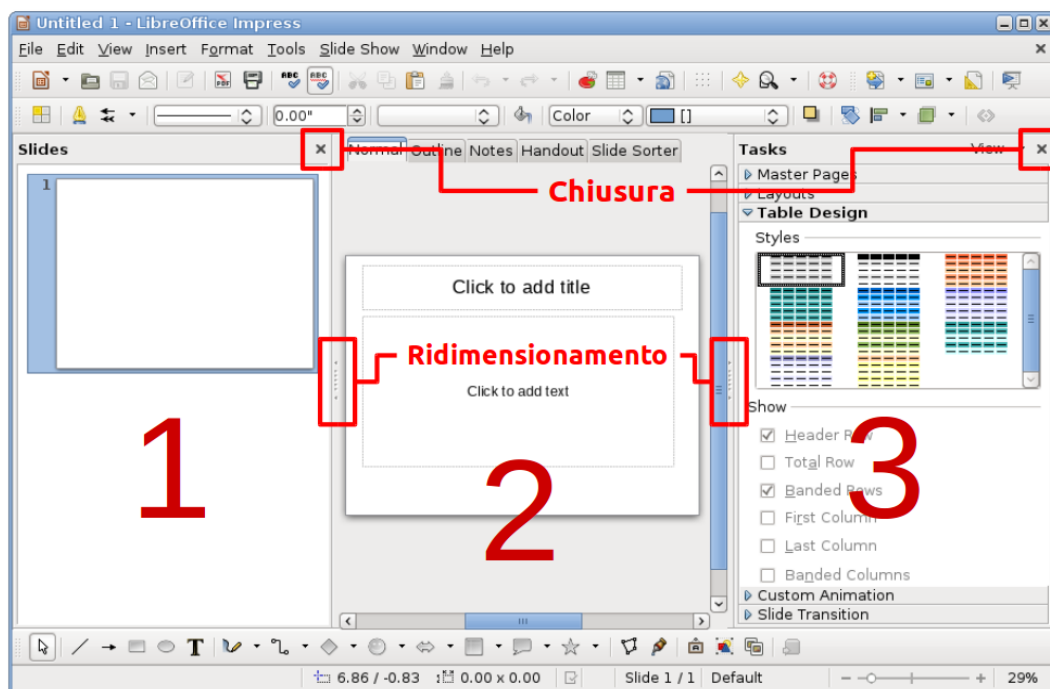 Untitled 1 - LibreOffice Impress
File Edit View Insert Format Tools Slide Show Window Help
0.00" Color []
Slides
Normal Outline Notes Handout Slide Sorter
Tasks View
1
Chiusura
Master Pages
Layouts
Table Design
Styles
Click to add title
Ridimensionamento
Click to add text
Show
Header Row
Total Row
Banded Rows
First Column
Last Column
Banded Columns
1
2
3
Custom Animation
Slide Transition
6.86 / -0.83 0.00 x 0.00 Slide 1 / 1 Default 29%